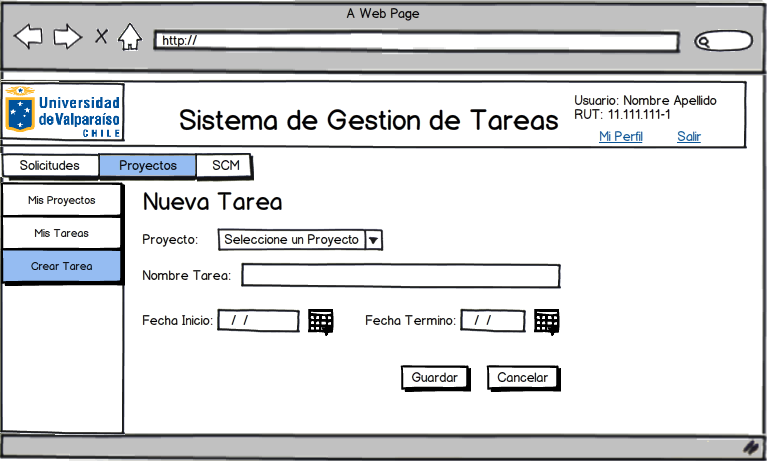 A Web Page
http://
Universidad
de Valparaíso
CHILE
Sistema de Gestion de Tareas
Usuario: Nombre Apellido
RUT: 11.111.111-1
Mi Perfil Salir
Solicitudes Proyectos SCM
Mis Proyectos
Mis Tareas
Crear Tarea
Nueva Tarea
Proyecto: Seleccione un Proyecto
Nombre Tarea:
Fecha Inicio: / / Fecha Termino: / /
Guardar Cancelar